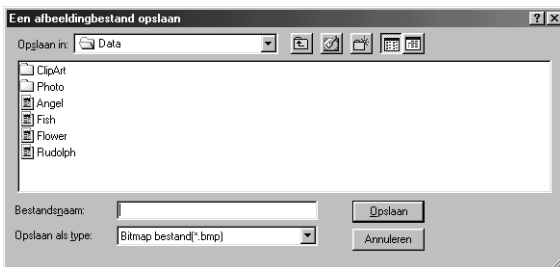 Een afbeeldingbestand opslaan
Opslaan in: Data
ClipArt
Photo
Angel
Fish
Flower
Rudolph
Bestandsnaam:
Opslaan
Opslaan als type: Bitmap bestand(*.bmp)
Annuleren